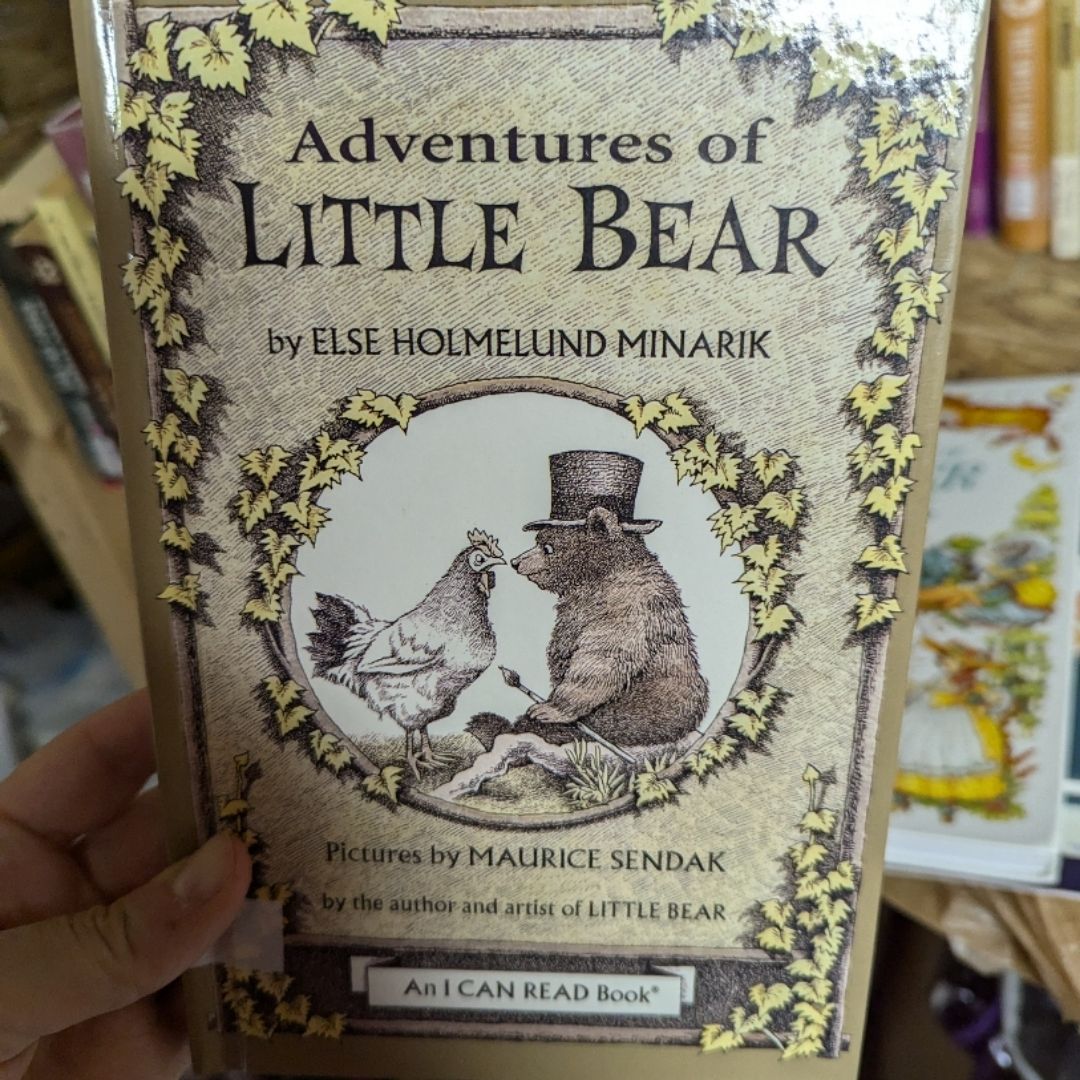 Adventures of
LITTLE BEAR
by ELSE HOLMELUND MINARIK
Pictures by MAURICE SENDAK
by the author and artist of LITTLE BEAR
An I CAN READ Book®